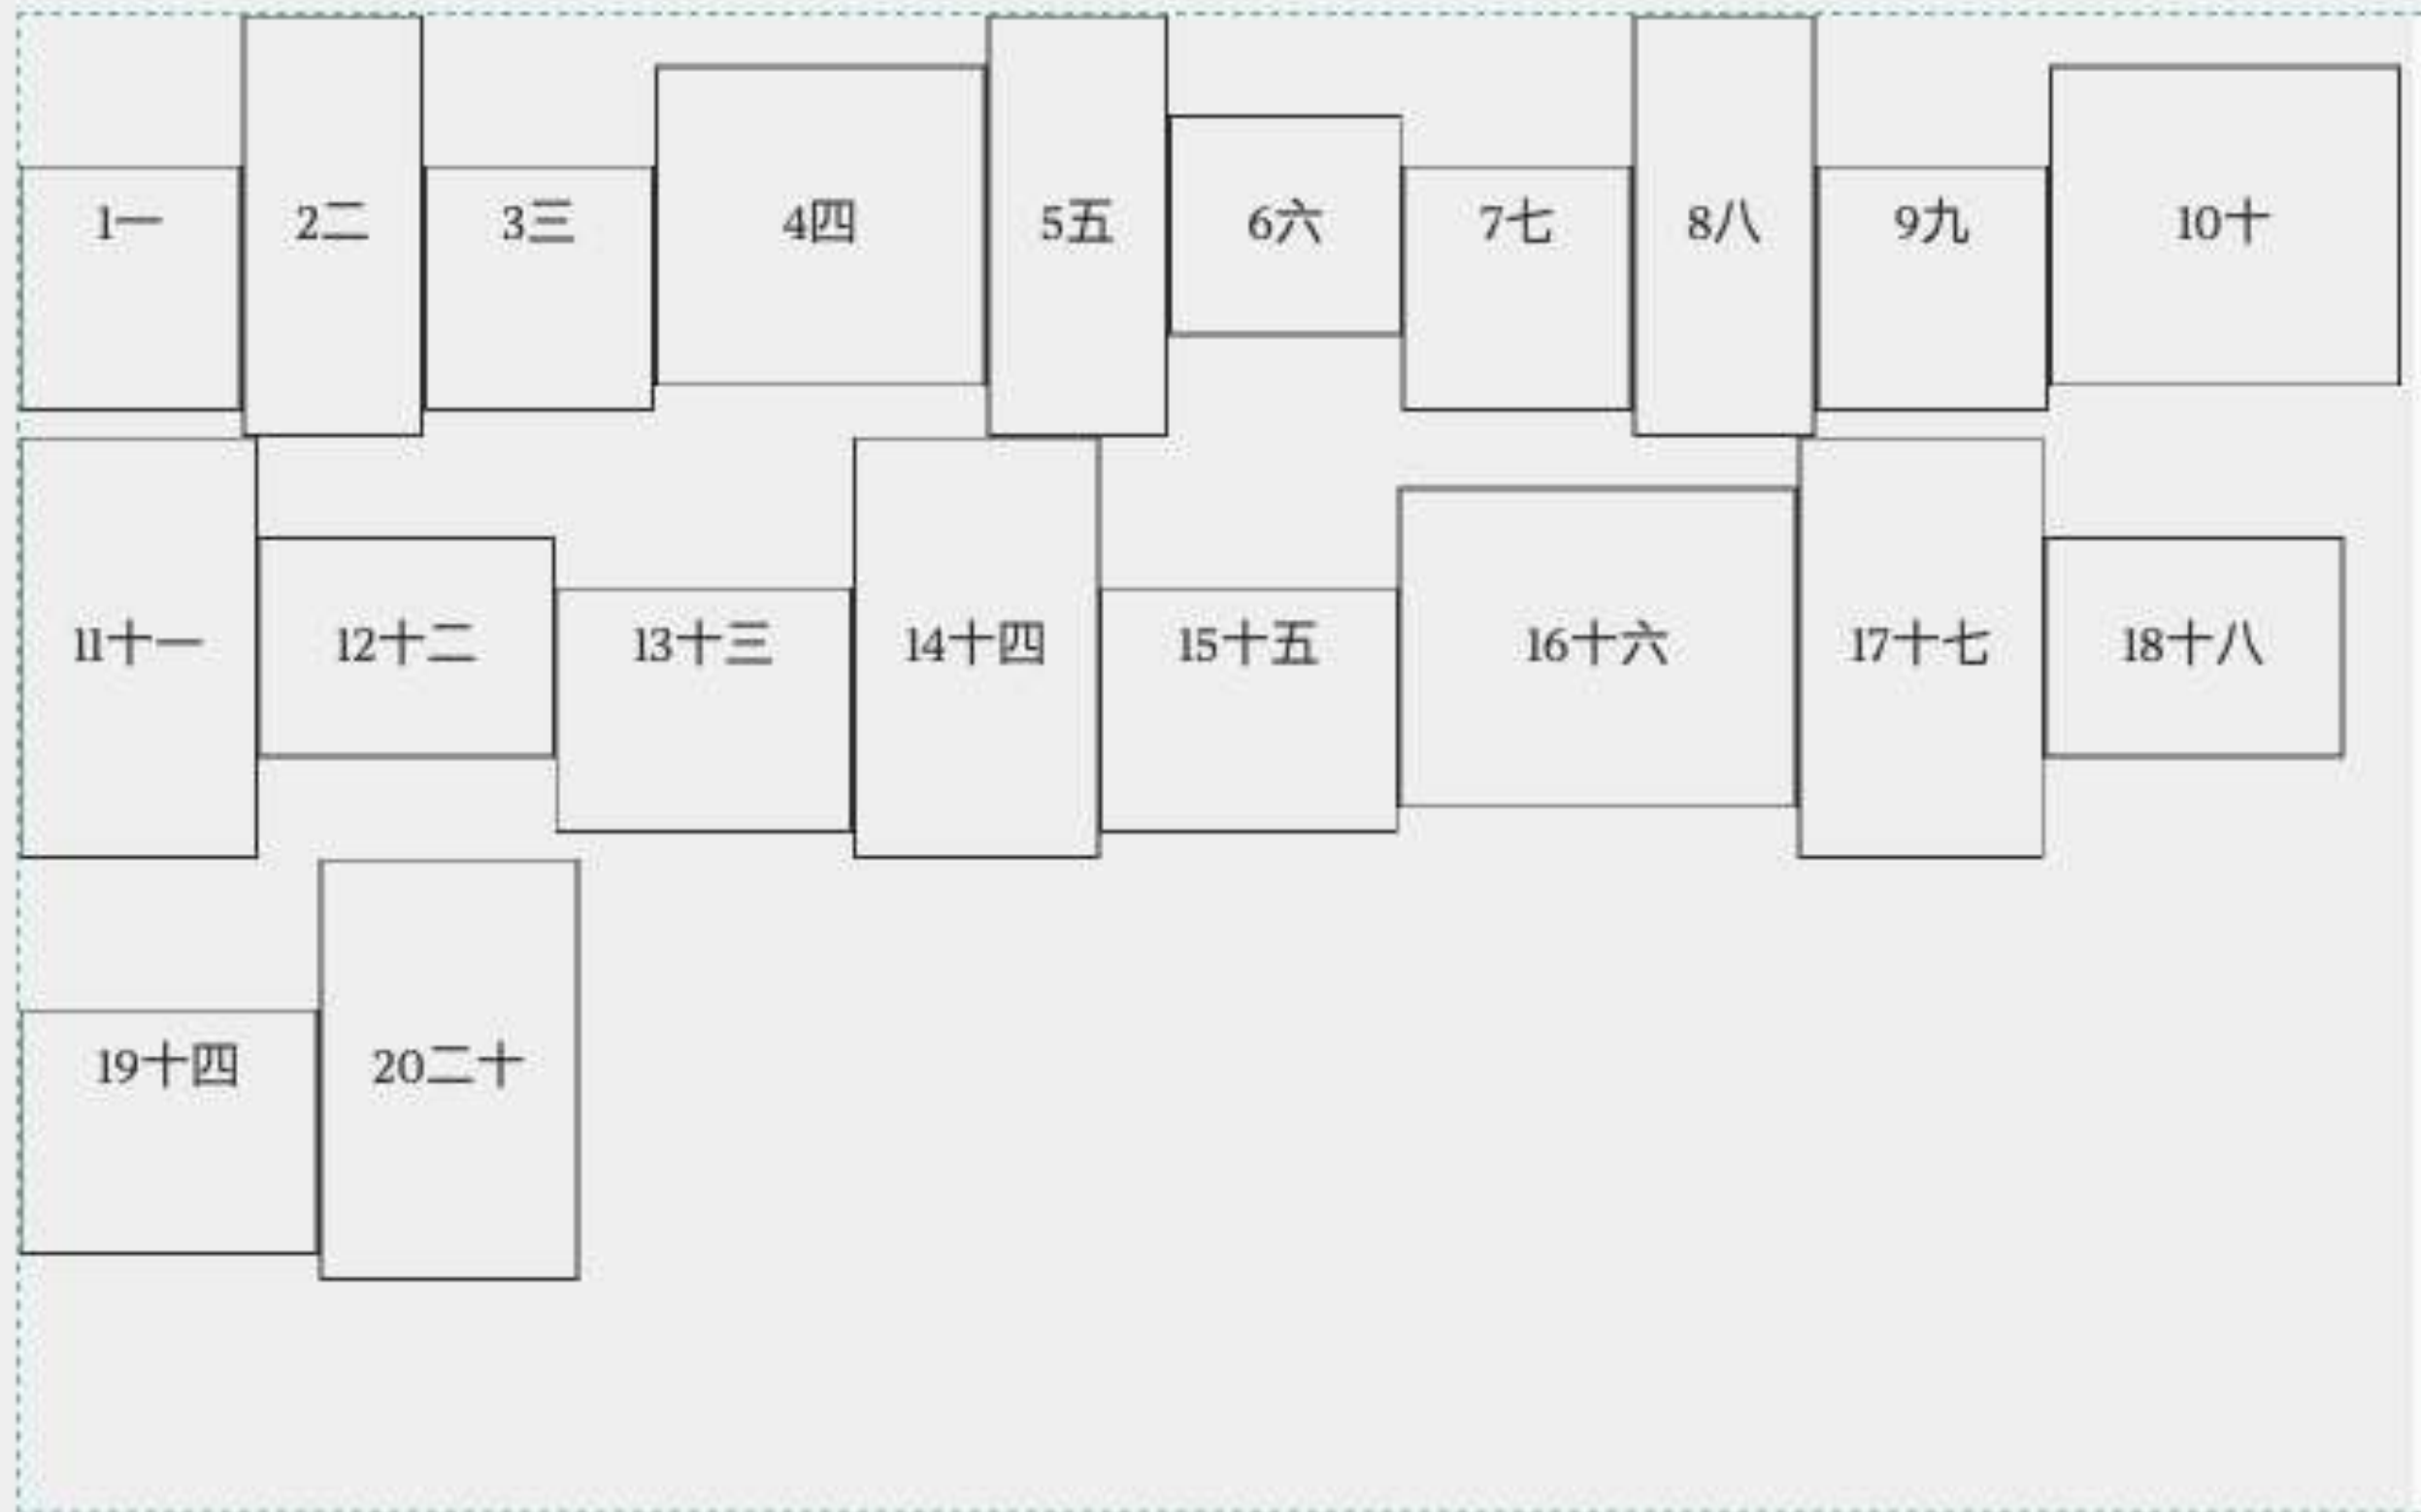 1一 2二 3三 4四 5五 6六 7七 8八 9九 10十
11十一 12十二 13十三 14十四 15十五 16十六 17十七 18十八
19十四 20二十